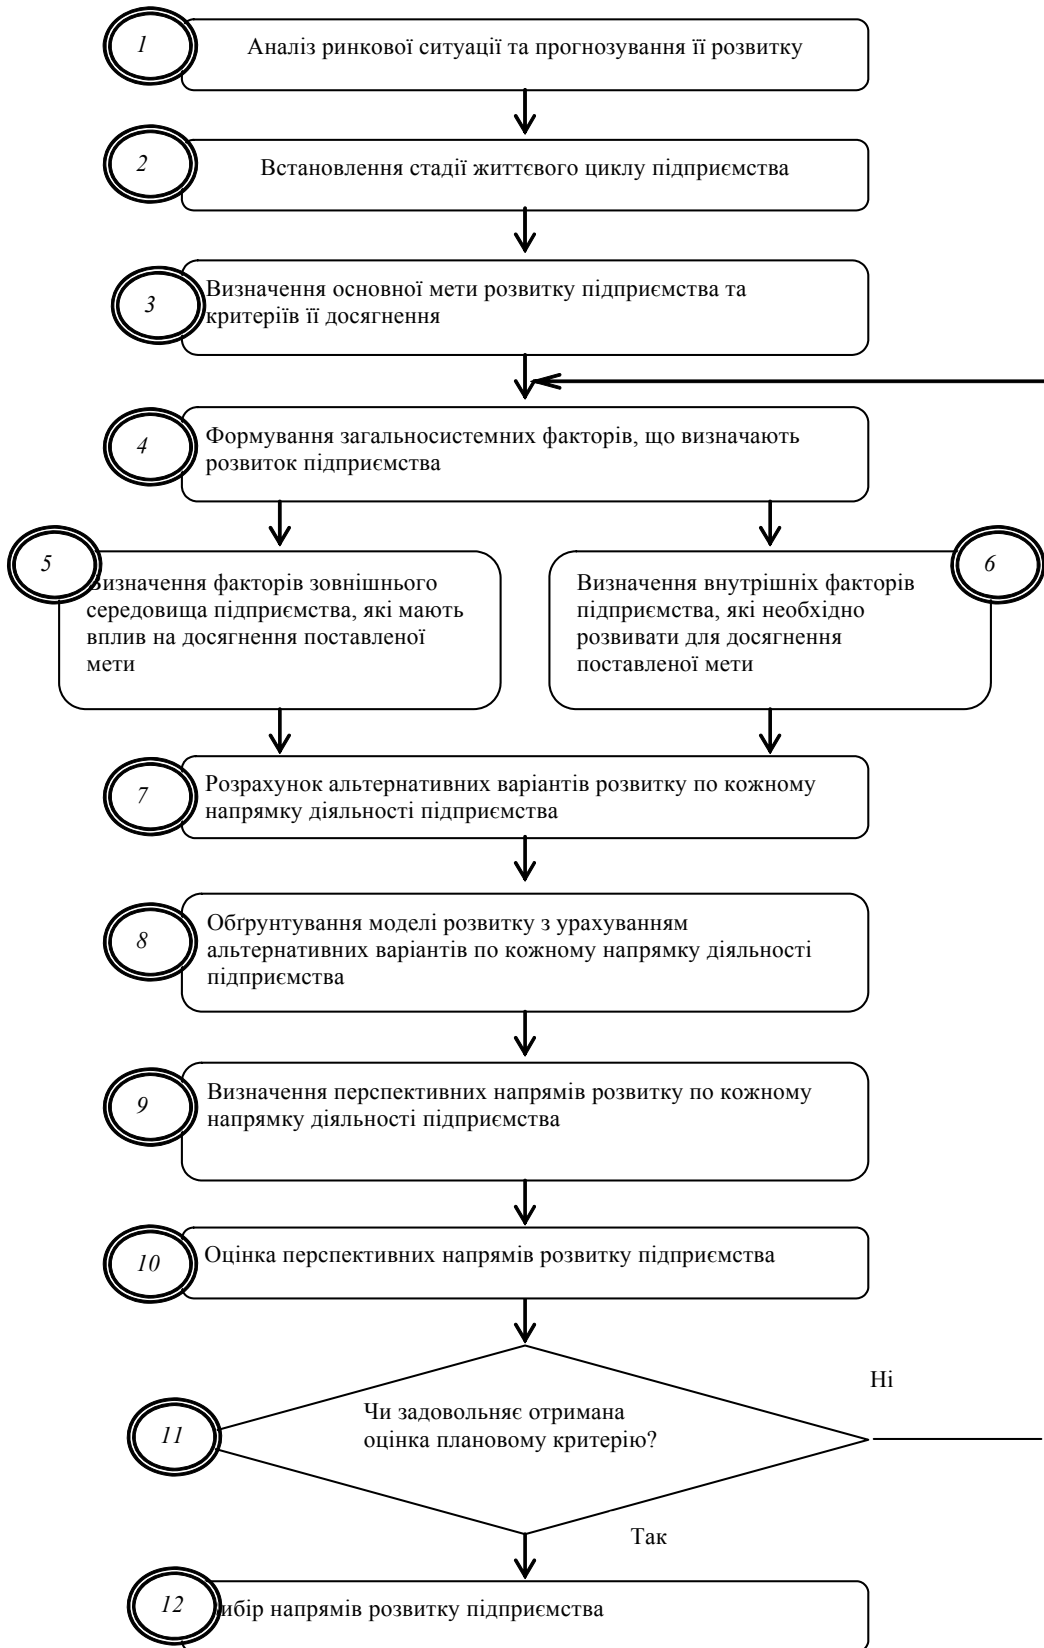 1
Аналіз ринкової ситуації та прогнозування її розвитку
2
Встановлення стадії життєвого циклу підприємства
3
Визначення основної мети розвитку підприємства та
критеріїв її досягнення
4
Формування загальносистемних факторів, що визначають
розвиток підприємства
5
Визначення факторів зовнішнього
середовища підприємства, які мають
вплив на досягнення поставленої
мети
6
Визначення внутрішніх факторів
підприємства, які необхідно
розвивати для досягнення
поставленої мети
7
Розрахунок альтернативних варіантів розвитку по кожному
напрямку діяльності підприємства
8
Обґрунтування моделі розвитку з урахуванням
альтернативних варіантів по кожному напрямку діяльності
підприємства
9
Визначення перспективних напрямів розвитку по кожному
напрямку діяльності підприємства
10
Оцінка перспективних напрямів розвитку підприємства
11
Чи задовольняє отримана
оцінка плановому критерію?
Ні
Так
12
ибір напрямів розвитку підприємства